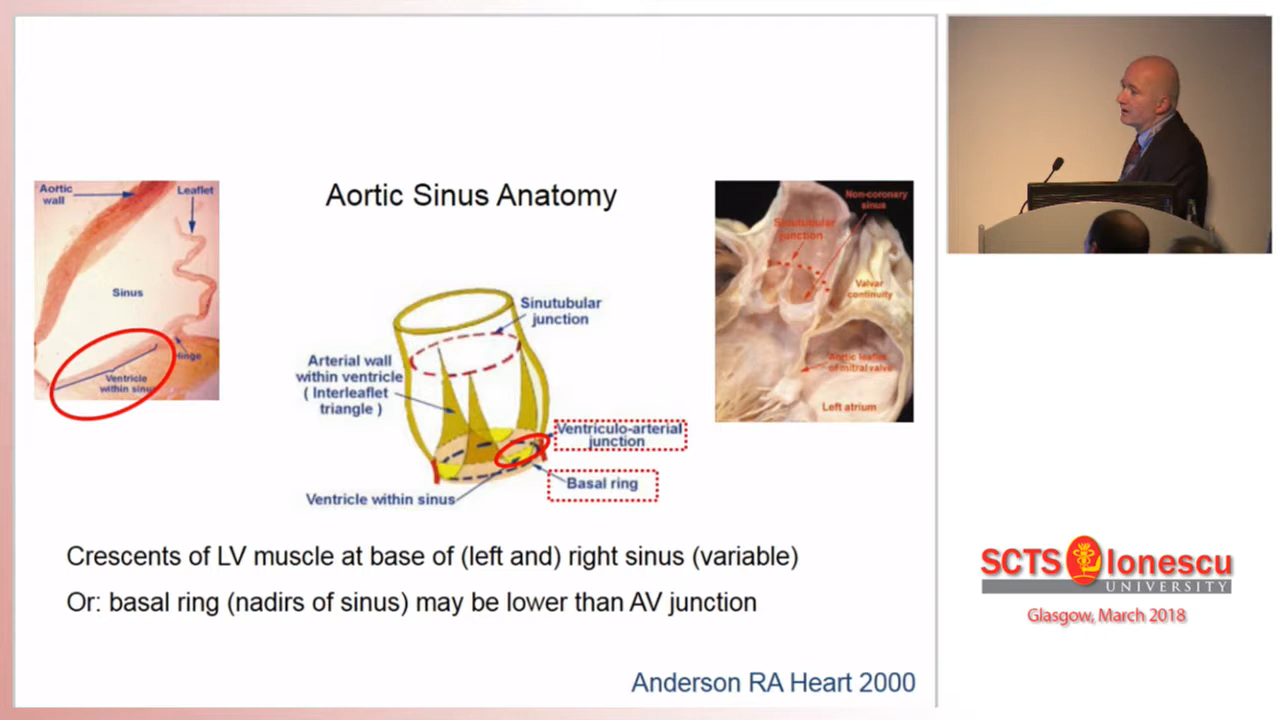 Aortic Sinus Anatomy
Aortic
wall
Leaflet
Sinus
Hinge
Ventricle
within sinus
Sinutubular
junction
Arterial wall
within ventricle
( Interleaflet
triangle )
Ventriculo-arterial
junction
Basal ring
Ventricle within sinus
Non-coronary
sinus
Sinutubular
junction
Valvar
continuity
Aortic leaflet
of mitral valve
Left atrium
Crescents of LV muscle at base of (left and) right sinus (variable)
Or: basal ring (nadirs of sinus) may be lower than AV junction
Anderson RA Heart 2000
SCTS Ionescu
UNIVERSITY
Glasgow, March 2018